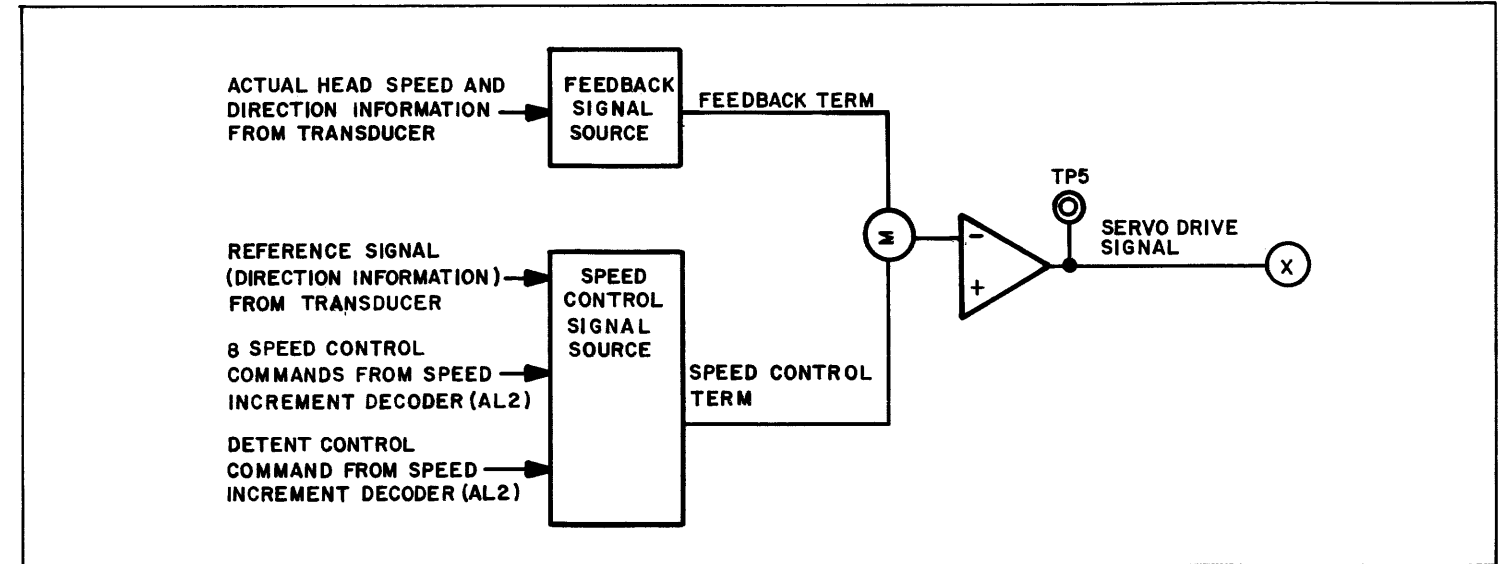 ACTUAL HEAD SPEED AND
DIRECTION INFORMATION
FROM TRANSDUCER
FEEDBACK
SIGNAL
SOURCE
FEEDBACK TERM
REFERENCE SIGNAL
(DIRECTION INFORMATION)
FROM TRANSDUCER
8 SPEED CONTROL
COMMANDS FROM SPEED
INCREMENT DECODER (AL2)
DETENT CONTROL
COMMAND FROM SPEED
INCREMENT DECODER (AL2)
SPEED
CONTROL
SIGNAL
SOURCE
SPEED CONTROL
TERM
Σ
-
+
TP5
SERVO DRIVE
SIGNAL
X